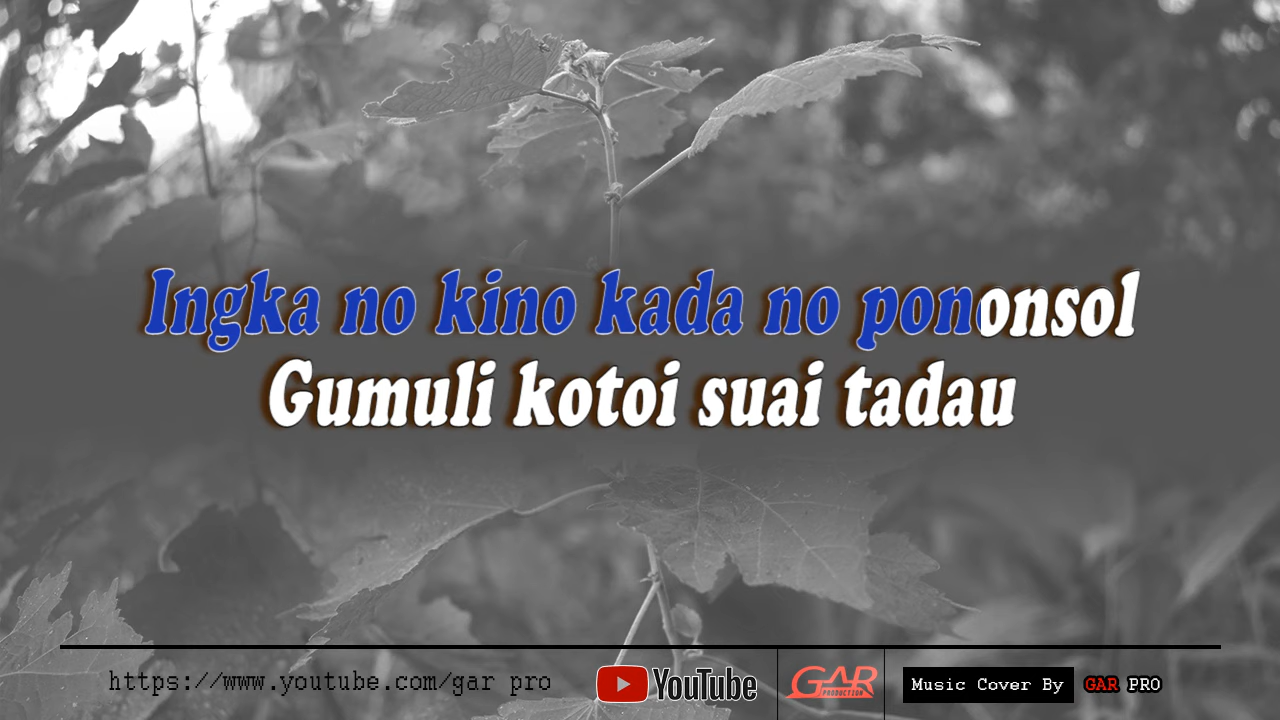 Ingka no kino kada no pononsol
Gumuli kotoi suai tadau
https://www.youtube.com/gar pro
YouTube
GAR
PRODUCTION
Music Cover By GAR PRO